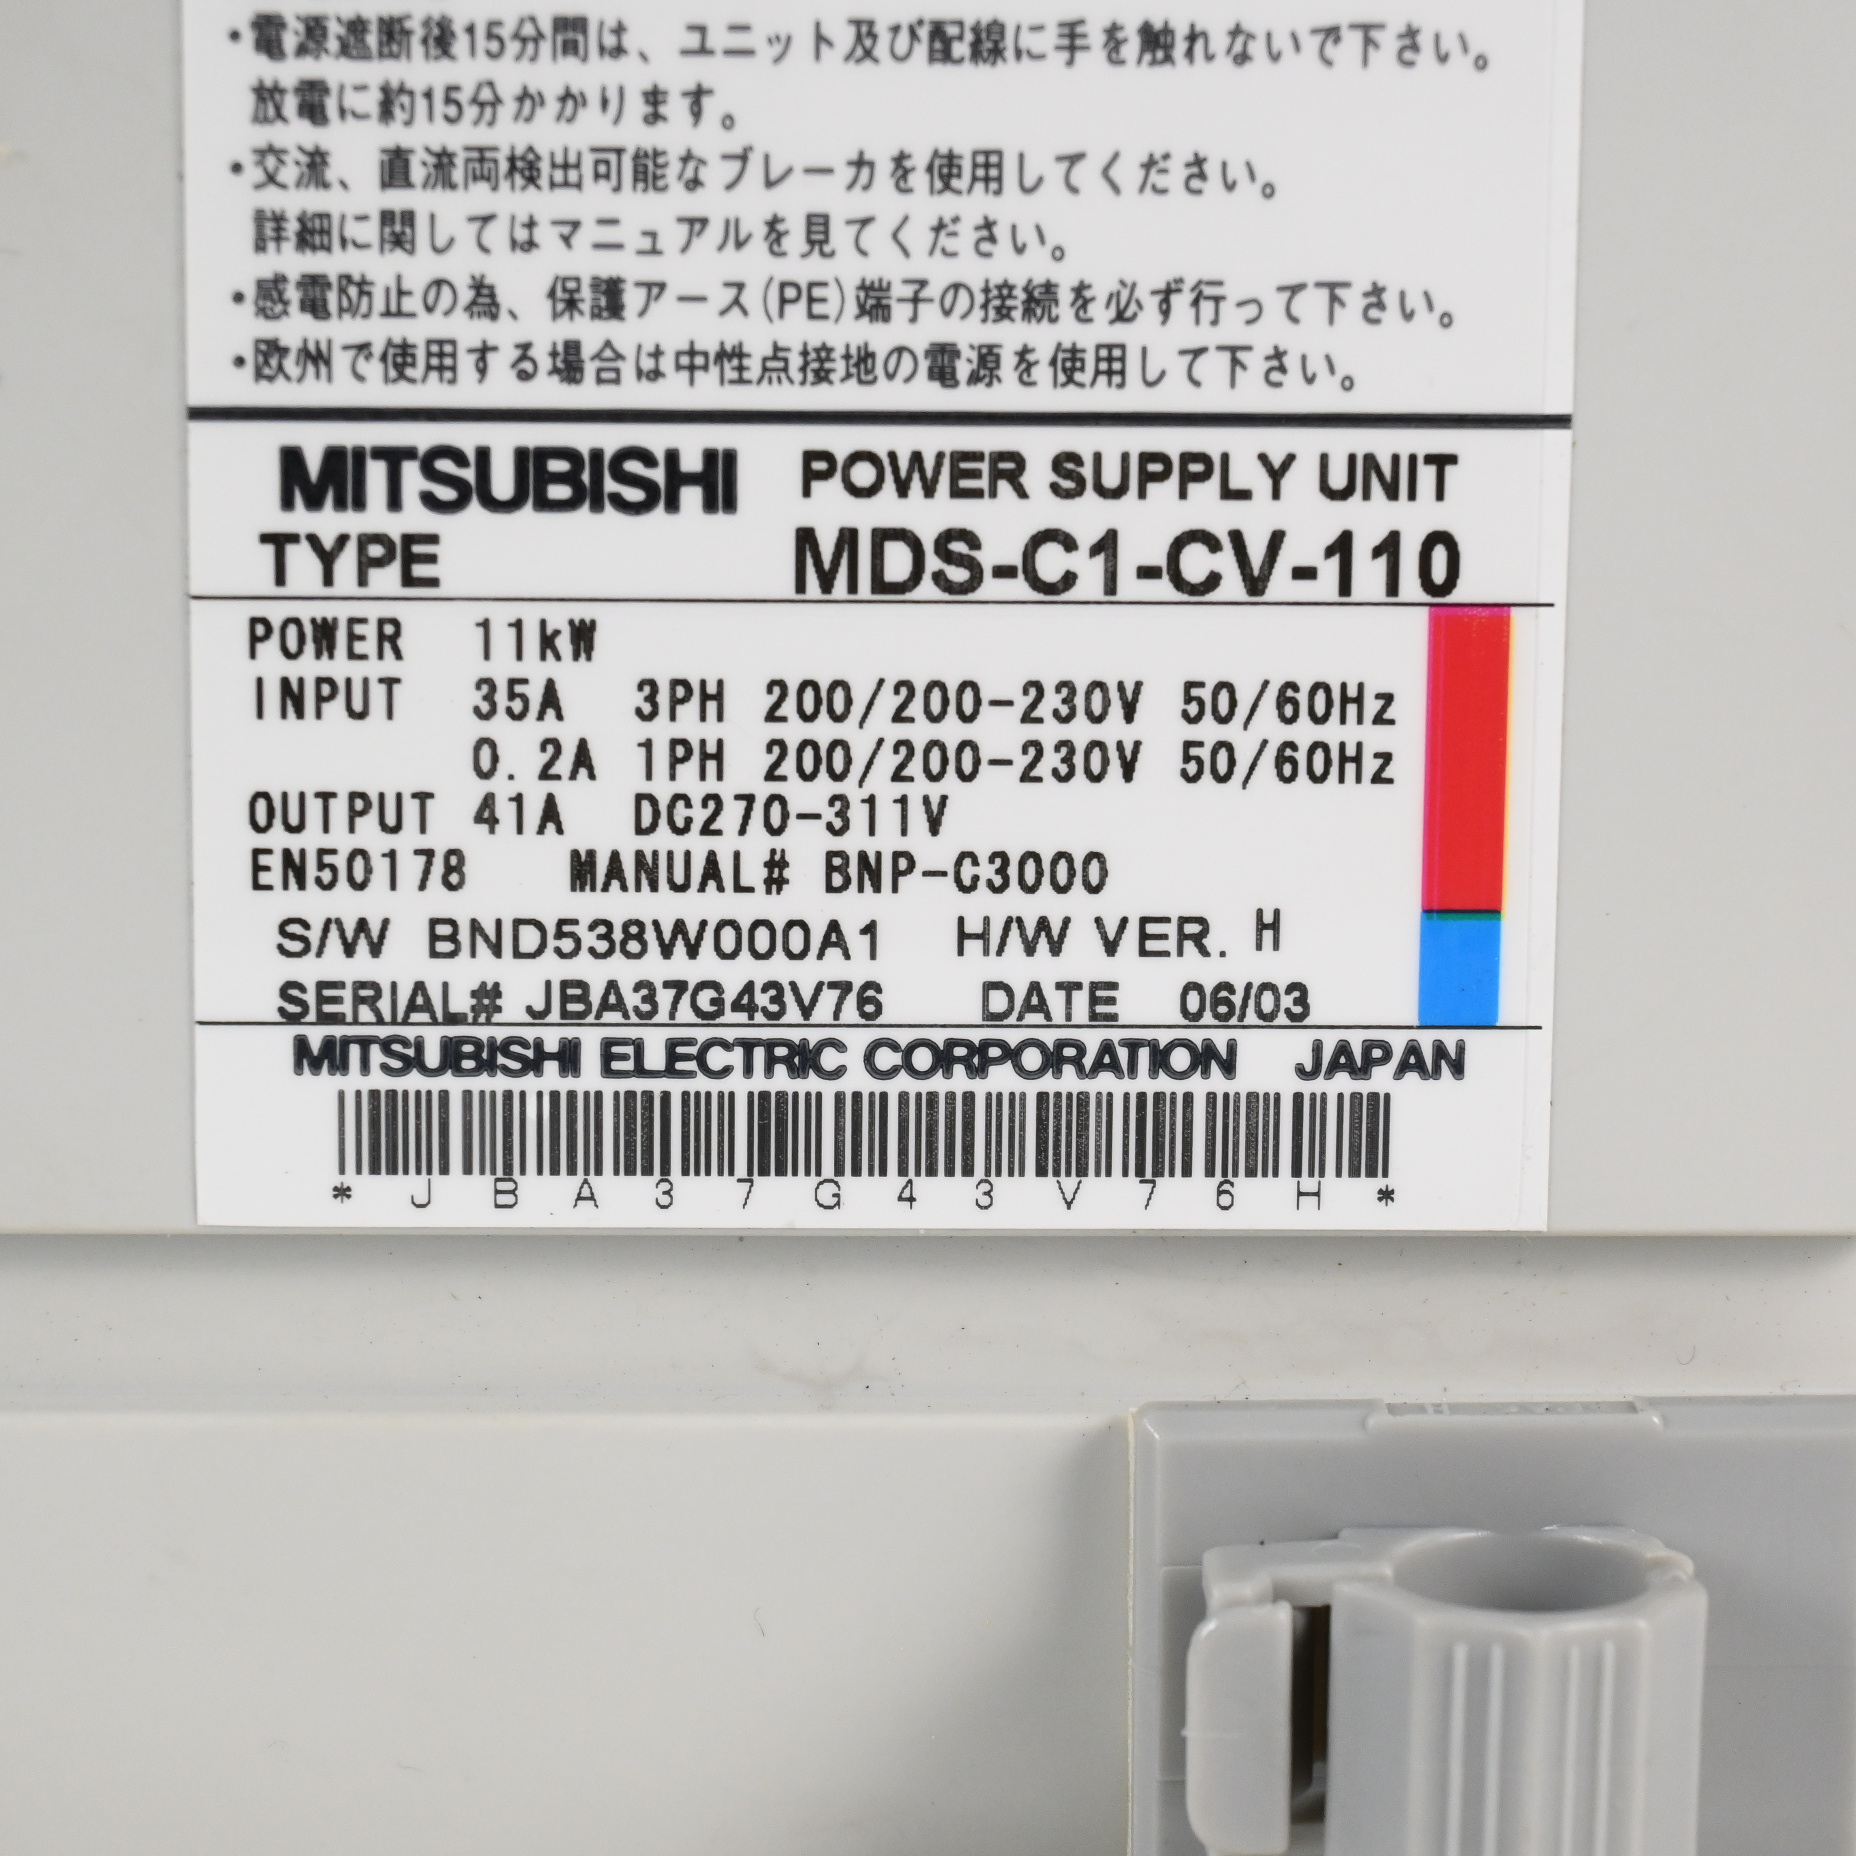 ・電源遮断後15分間は、ユニット及び配線に手を触れないで下さい。
放電に約15分かかります。
・交流、直流両検出可能なブレーカを使用してください。
詳細に関してはマニュアルを見てください。
・感電防止の為、保護アース(PE)端子の接続を必ず行って下さい。
・欧州で使用する場合は中性点接地の電源を使用して下さい。
MITSUBISHI POWER SUPPLY UNIT
TYPE MDS-C1-CV-110
POWER 11kW
INPUT 35A 3PH 200/200-230V 50/60Hz
0.2A 1PH 200/200-230V 50/60Hz
OUTPUT 41A DC270-311V
EN50178 MANUAL# BNP-C3000
S/W BND538W000A1 H/W VER. H
SERIAL# JBA37G43V76 DATE 06/03
MITSUBISHI ELECTRIC CORPORATION JAPAN
* J B A 3 7 G 4 3 V 7 6 H *